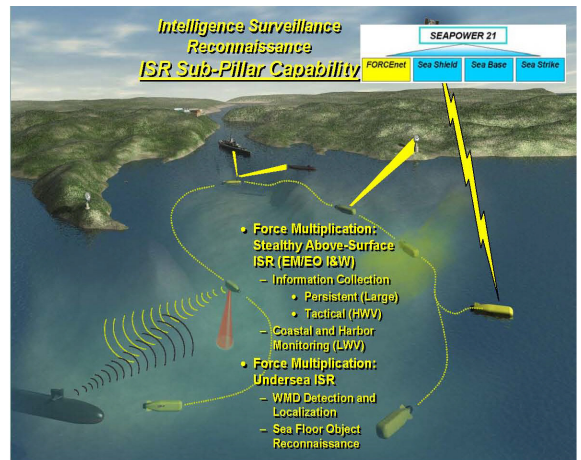 Intelligence Surveillance
Reconnaissance
ISR Sub-Pillar Capability
SEAPOWER 21
FORCEnet
Sea Shield
Sea Base
Sea Strike
• Force Multiplication:
Stealthy Above-Surface
ISR (EM/EO I&W)
– Information Collection
• Persistent (Large)
• Tactical (HWV)
– Coastal and Harbor
Monitoring (LWV)
• Force Multiplication:
Undersea ISR
– WMD Detection and
Localization
– Sea Floor Object
Reconnaissance